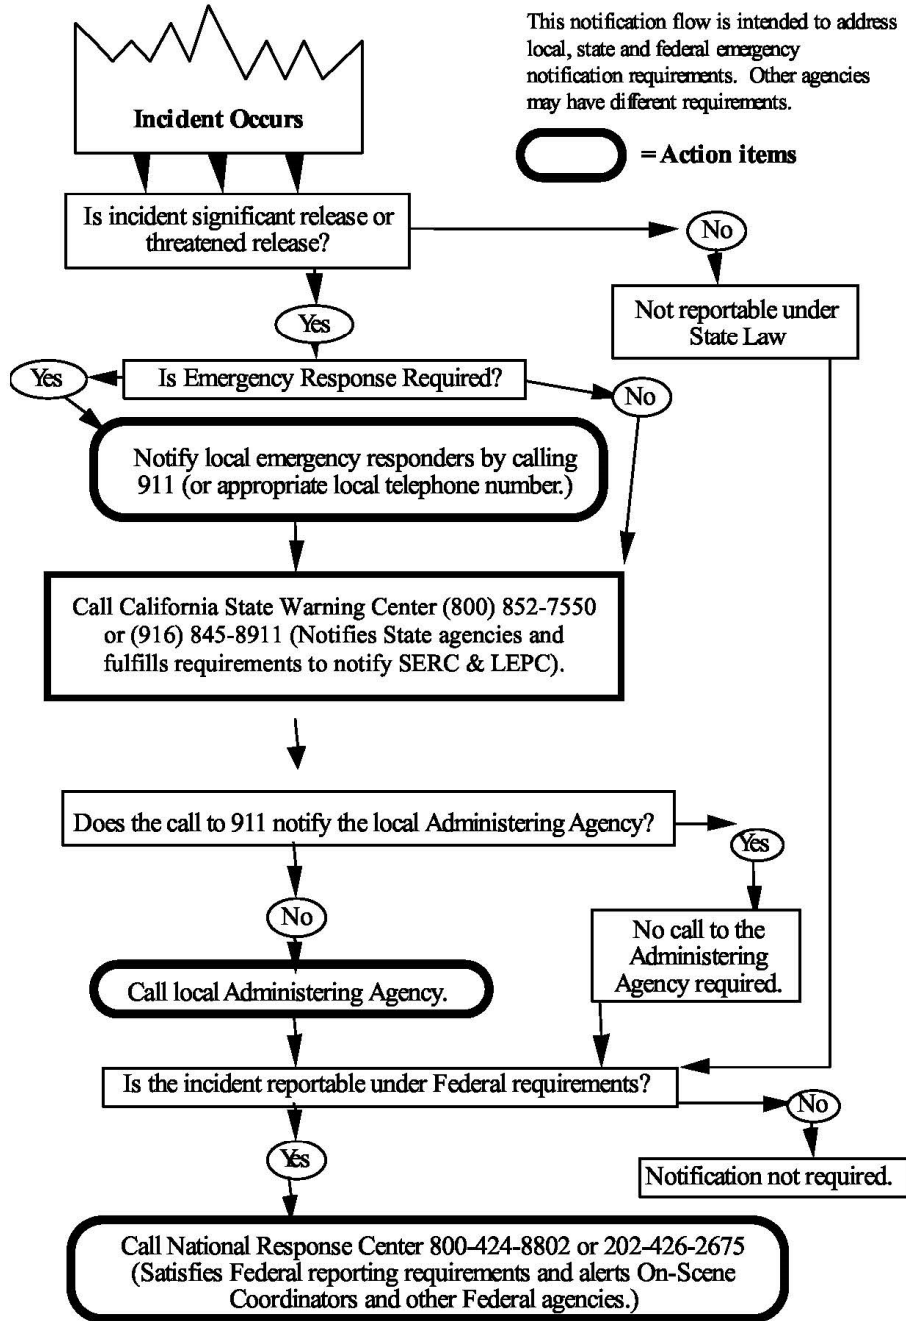 This notification flow is intended to address
local, state and federal emergency
notification requirements. Other agencies
may have different requirements.
Incident Occurs
= Action items
Is incident significant release or
threatened release?
No
Not reportable under
State Law
Yes
Is Emergency Response Required?
Yes
No
Notify local emergency responders by calling
911 (or appropriate local telephone number.)
Call California State Warning Center (800) 852-7550
or (916) 845-8911 (Notifies State agencies and
fulfills requirements to notify SERC & LEPC).
Does the call to 911 notify the local Administering Agency?
Yes
No
No call to the
Administering
Agency required.
Call local Administering Agency.
Is the incident reportable under Federal requirements?
No
Yes
Notification not required.
Call National Response Center 800-424-8802 or 202-426-2675
(Satisfies Federal reporting requirements and alerts On-Scene
Coordinators and other Federal agencies.)